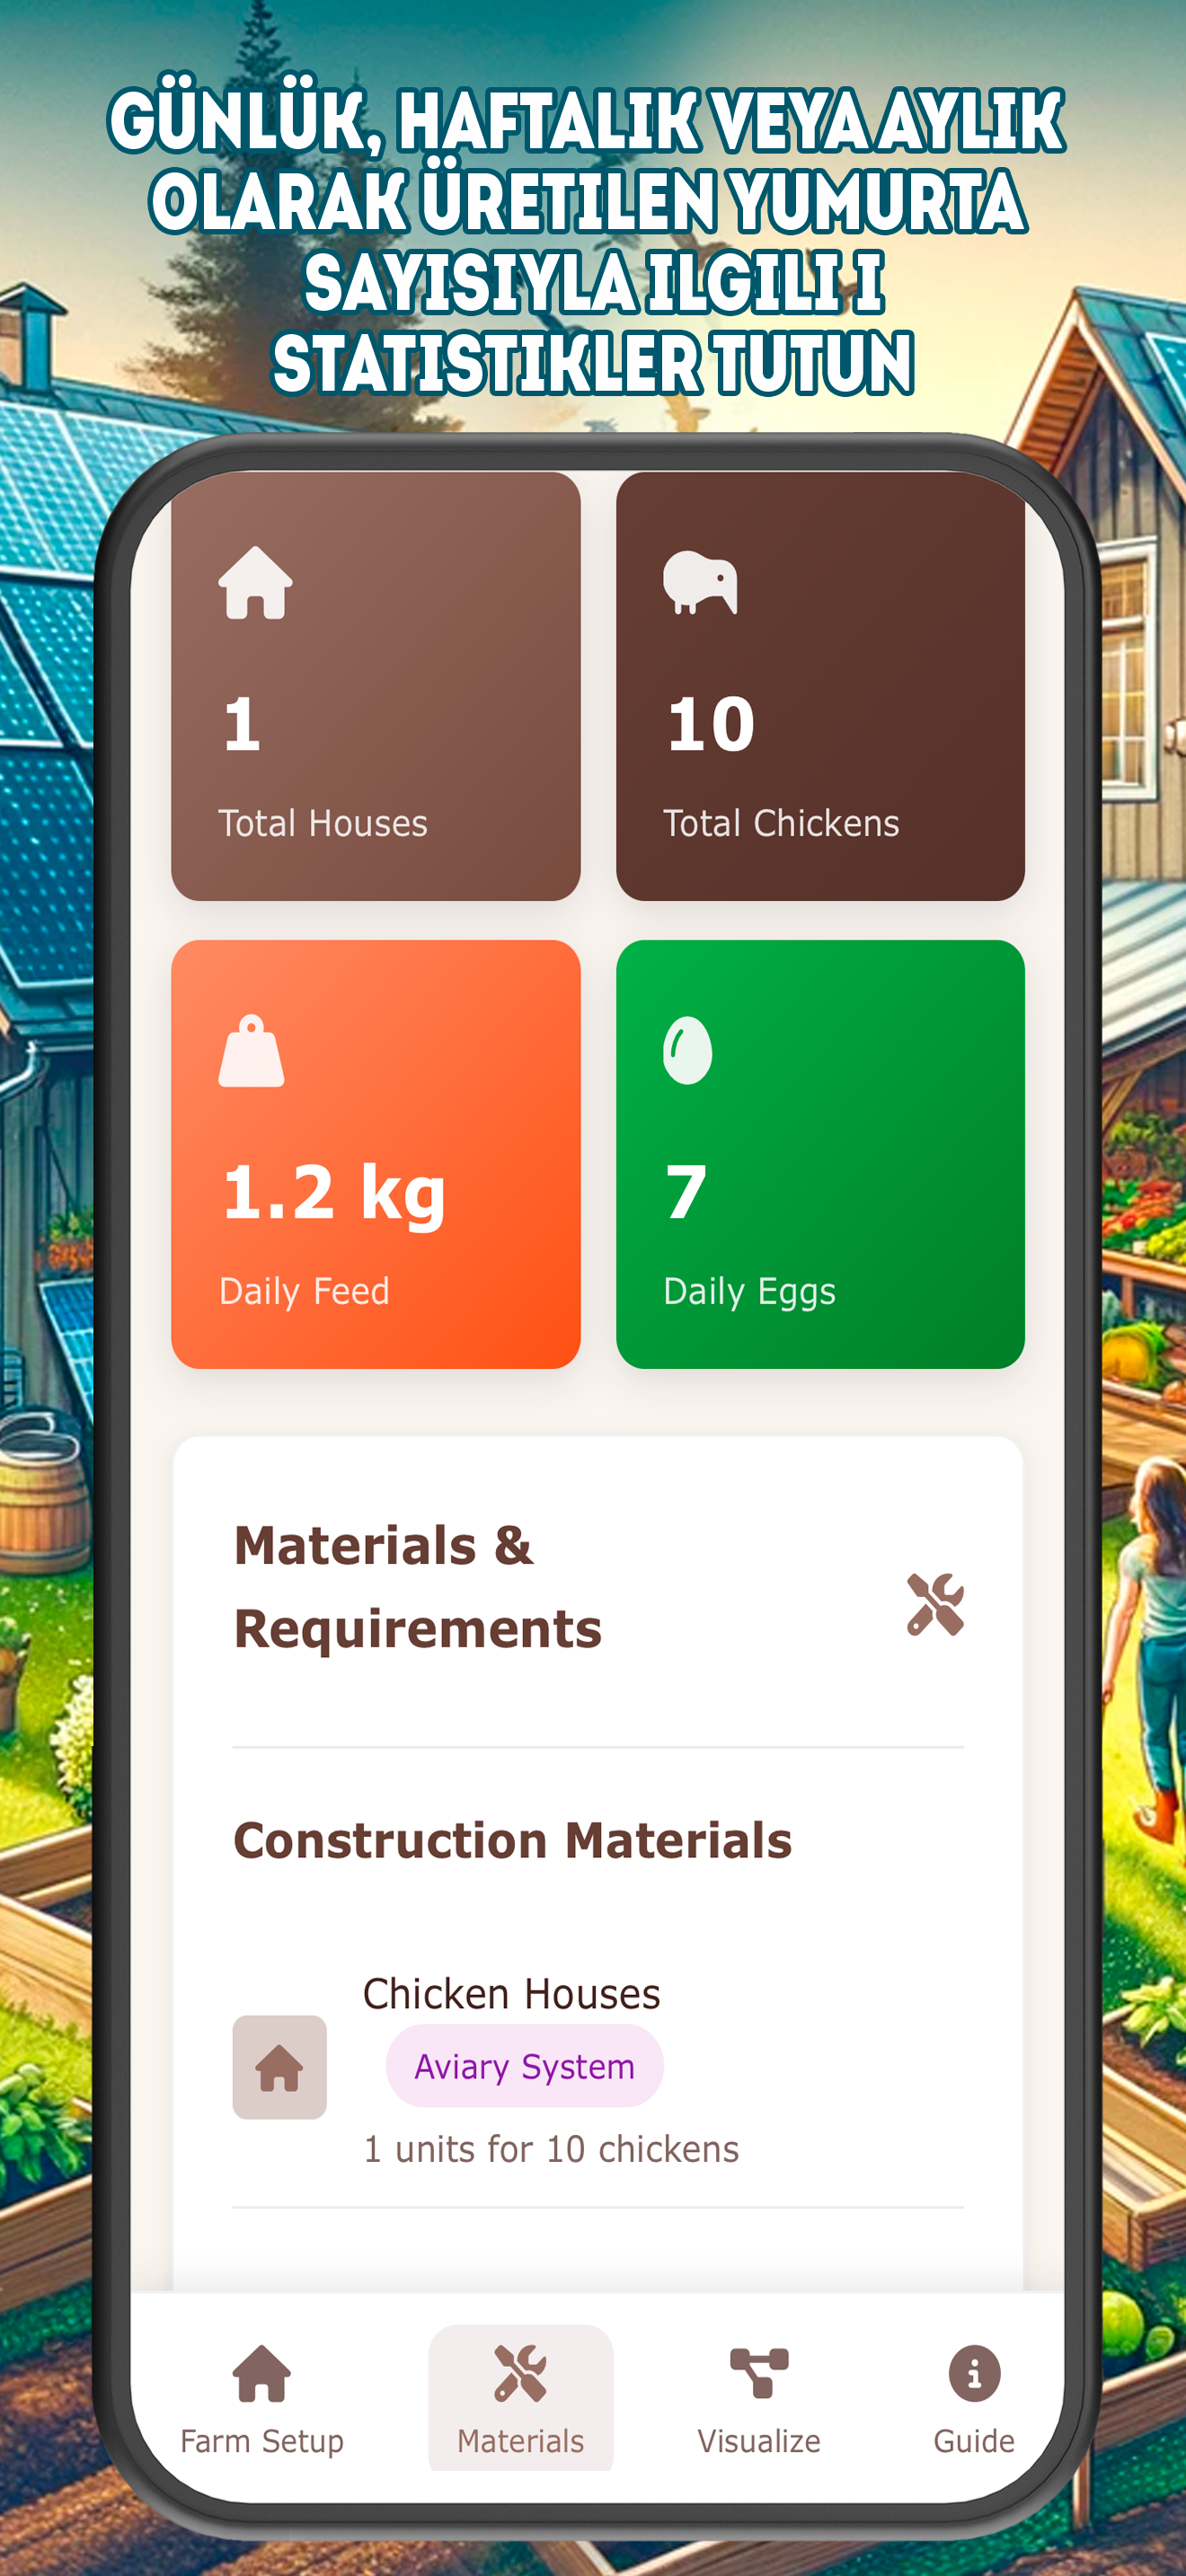 GÜNLÜK, HAFTALIK VEYA AYLIK
OLARAK ÜRETILEN YUMURTA
SAYISIYLA ILGILI I
STATISTIKLER TUTUN
1
Total Houses
10
Total Chickens
1.2 kg
Daily Feed
7
Daily Eggs
Materials &
Requirements
Construction Materials
Chicken Houses
Aviary System
1 units for 10 chickens
Farm Setup
Materials
Visualize
Guide